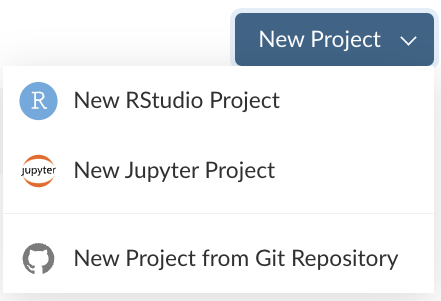 New Project
R
New RStudio Project
jupyter
New Jupyter Project
New Project from Git Repository